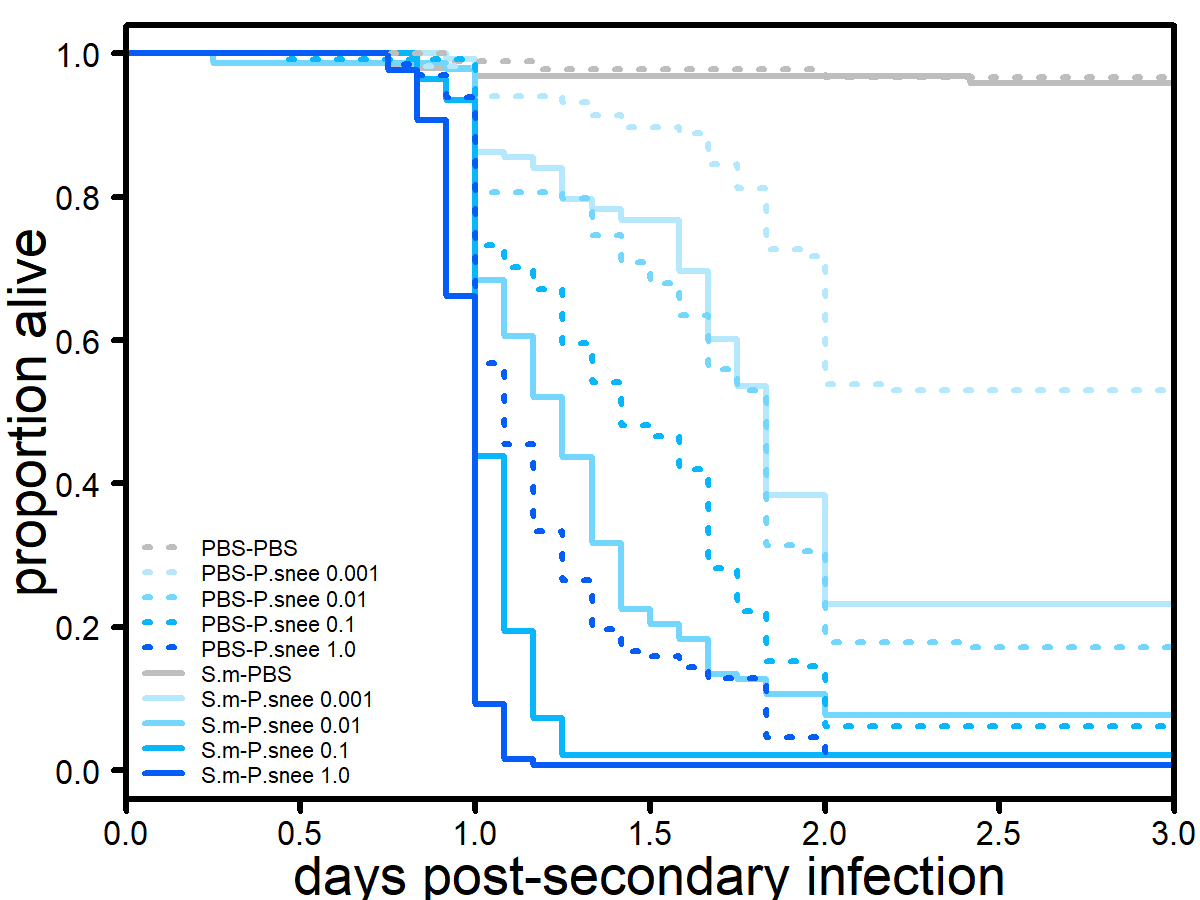 proportion alive
1.0
0.8
0.6
0.4
0.2
0.0
PBS-PBS
PBS-P.snee 0.001
PBS-P.snee 0.01
PBS-P.snee 0.1
PBS-P.snee 1.0
S.m-PBS
S.m-P.snee 0.001
S.m-P.snee 0.01
S.m-P.snee 0.1
S.m-P.snee 1.0
0.0 0.5 1.0 1.5 2.0 2.5 3.0
days post-secondary infection